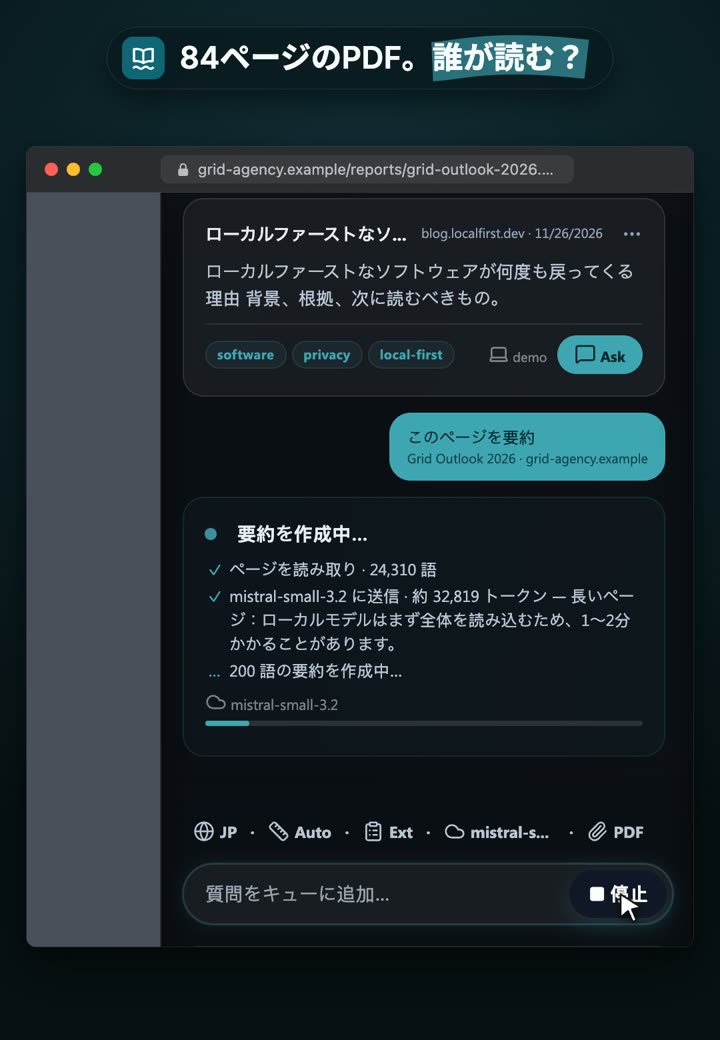 84ページのPDF。誰が読む？
grid-agency.example/reports/grid-outlook-2026....
ローカルファーストなソ... blog.localfirst.dev · 11/26/2026 ···
ローカルファーストなソフトウェアが何度も戻ってくる
理由 背景、根拠、次に読むべきもの。
software privacy local-first demo Ask
このページを要約
Grid Outlook 2026 · grid-agency.example
要約を作成中...
✓ ページを読み取り · 24,310 語
✓ mistral-small-3.2 に送信 · 約 32,819 トークン — 長いペー
ジ：ローカルモデルはまず全体を読み込むため、1〜2分
かかることがあります。
... 200 語の要約を作成中...
mistral-small-3.2
JP · Auto · Ext · mistral-s... · PDF
質問をキューに追加... 停止